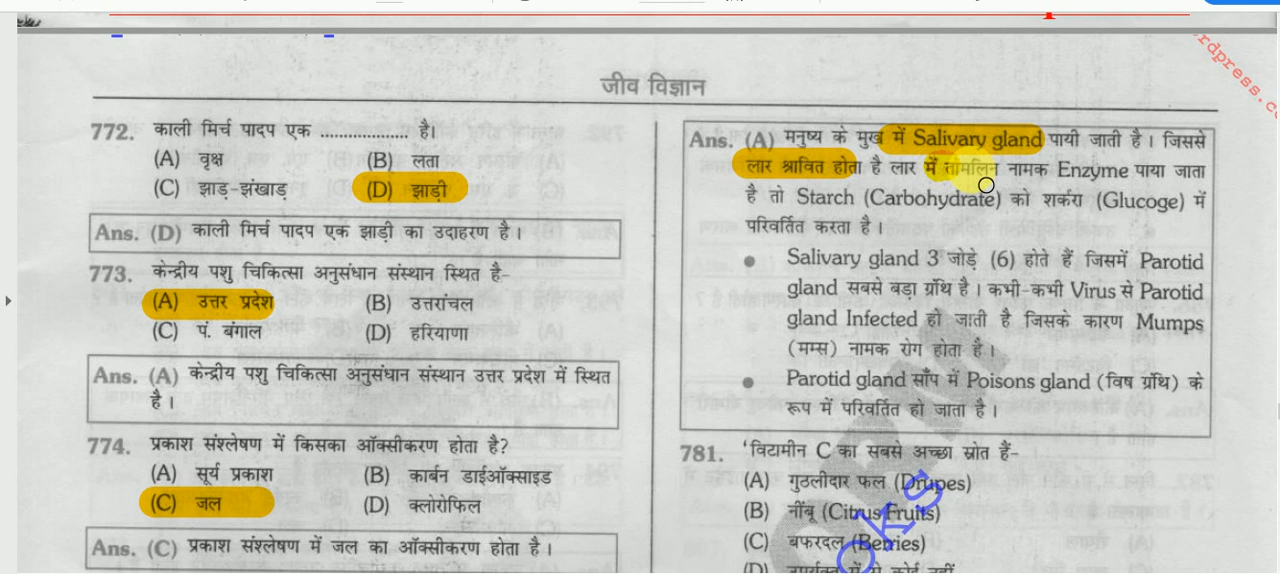 rdpress.c
जीव विज्ञान
772. काली मिर्च पादप एक .................... है।
(A) वृक्ष (B) लता
(C) झाड़-झंखाड़ (D) झाड़ी
Ans. (D) काली मिर्च पादप एक झाड़ी का उदाहरण है।
773. केन्द्रीय पशु चिकित्सा अनुसंधान संस्थान स्थित है-
(A) उत्तर प्रदेश (B) उत्तरांचल
(C) पं. बंगाल (D) हरियाणा
Ans. (A) केन्द्रीय पशु चिकित्सा अनुसंधान संस्थान उत्तर प्रदेश में स्थित
है।
774. प्रकाश संश्लेषण में किसका ऑक्सीकरण होता है?
(A) सूर्य प्रकाश (B) कार्बन डाईऑक्साइड
(C) जल (D) क्लोरोफिल
Ans. (C) प्रकाश संश्लेषण में जल का ऑक्सीकरण होता है।
Ans. (A) मनुष्य के मुख में Salivary gland पायी जाती है। जिससे
लार श्रावित होता है लार में नामक Enzyme पाया जाता
है तो Starch (Carbohydrate) को शर्करा (Glucoge) में
परिवर्तित करता है।
● Salivary gland 3 जोड़े (6) होते हैं जिसमें Parotid
gland सबसे बड़ा ग्रंथि है। कभी-कभी Virus से Parotid
gland Infected हो जाती है जिसके कारण Mumps
(मम्स) नामक रोग होता है।
● Parotid gland साँप में Poisons gland (विष ग्रंथि) के
रूप में परिवर्तित हो जाता है।
781. 'विटामीन C का सबसे अच्छा स्रोत हैं-
(A) गुठलीदार फल (Drupes)
(B) नींबू (Citrus Fruits)
(C) बफरदल (Berries)
(D) उपर्युक्त में से कोई नहीं